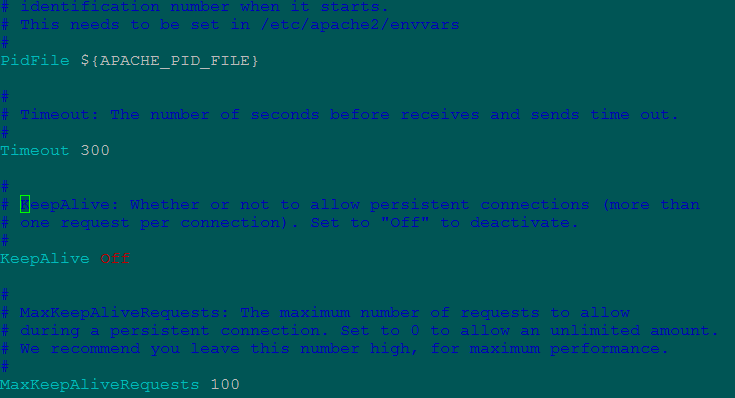 # identification number when it starts.
# This needs to be set in /etc/apache2/envvars
#
PidFile ${APACHE_PID_FILE}
#
# Timeout: The number of seconds before receives and sends time out.
#
Timeout 300
#
# KeepAlive: Whether or not to allow persistent connections (more than
# one request per connection). Set to "Off" to deactivate.
#
KeepAlive Off
#
# MaxKeepAliveRequests: The maximum number of requests to allow
# during a persistent connection. Set to 0 to allow an unlimited amount.
# We recommend you leave this number high, for maximum performance.
#
MaxKeepAliveRequests 100